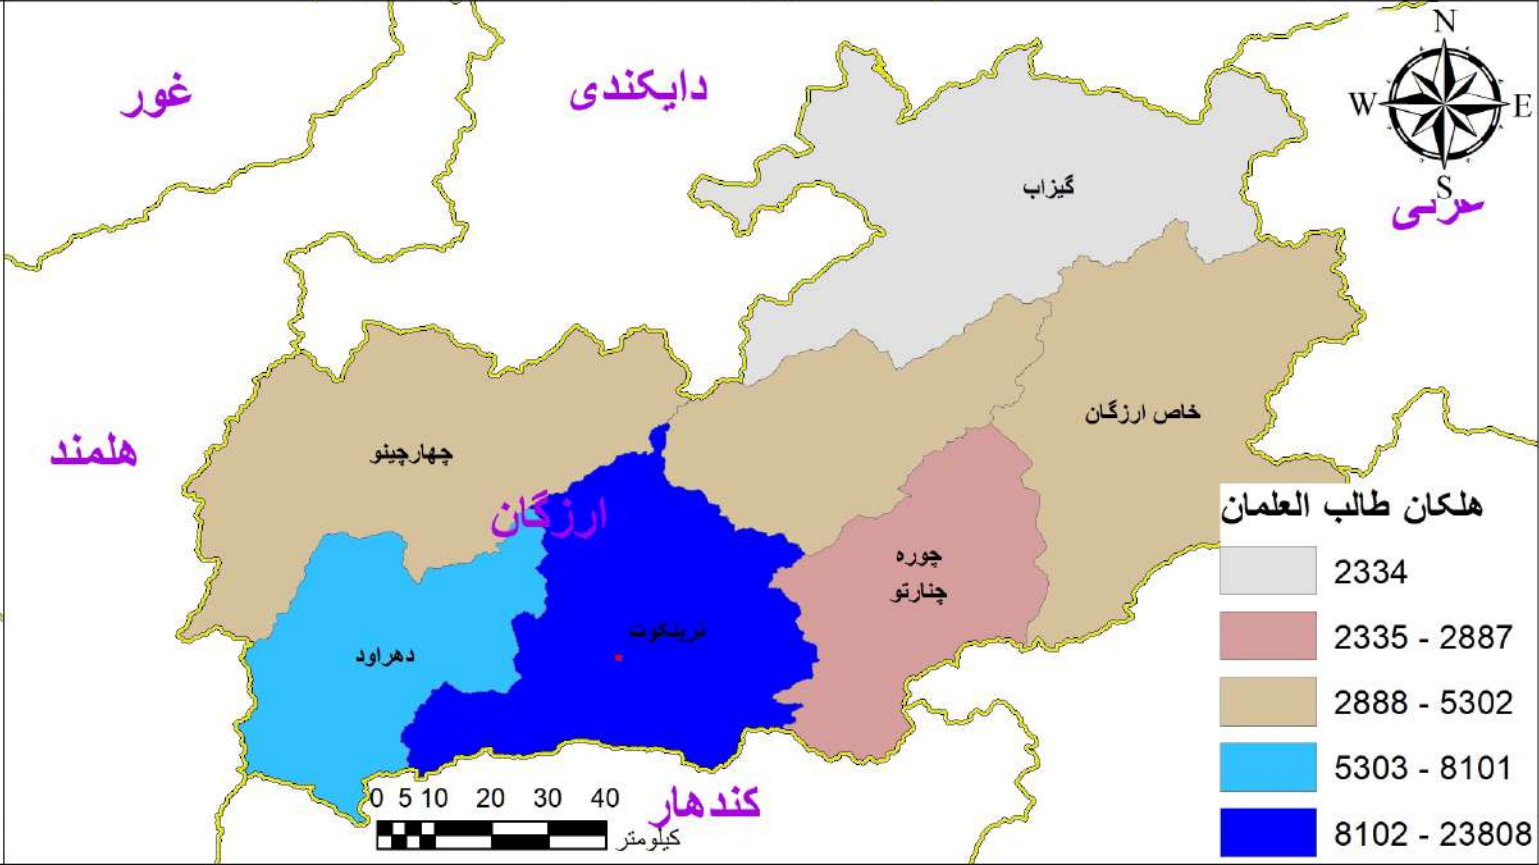 N
W E
S
غور
دایکندی
گیزاب
هلمند
چهارچینو
خاص ارزگان
ارزگان
چوره
چنارتو
ترینکوت
دهراود
کندهار
0 5 10 20 30 40
کیلومتر
هلکان طالب العلمان
2334
2335 - 2887
2888 - 5302
5303 - 8101
8102 - 23808